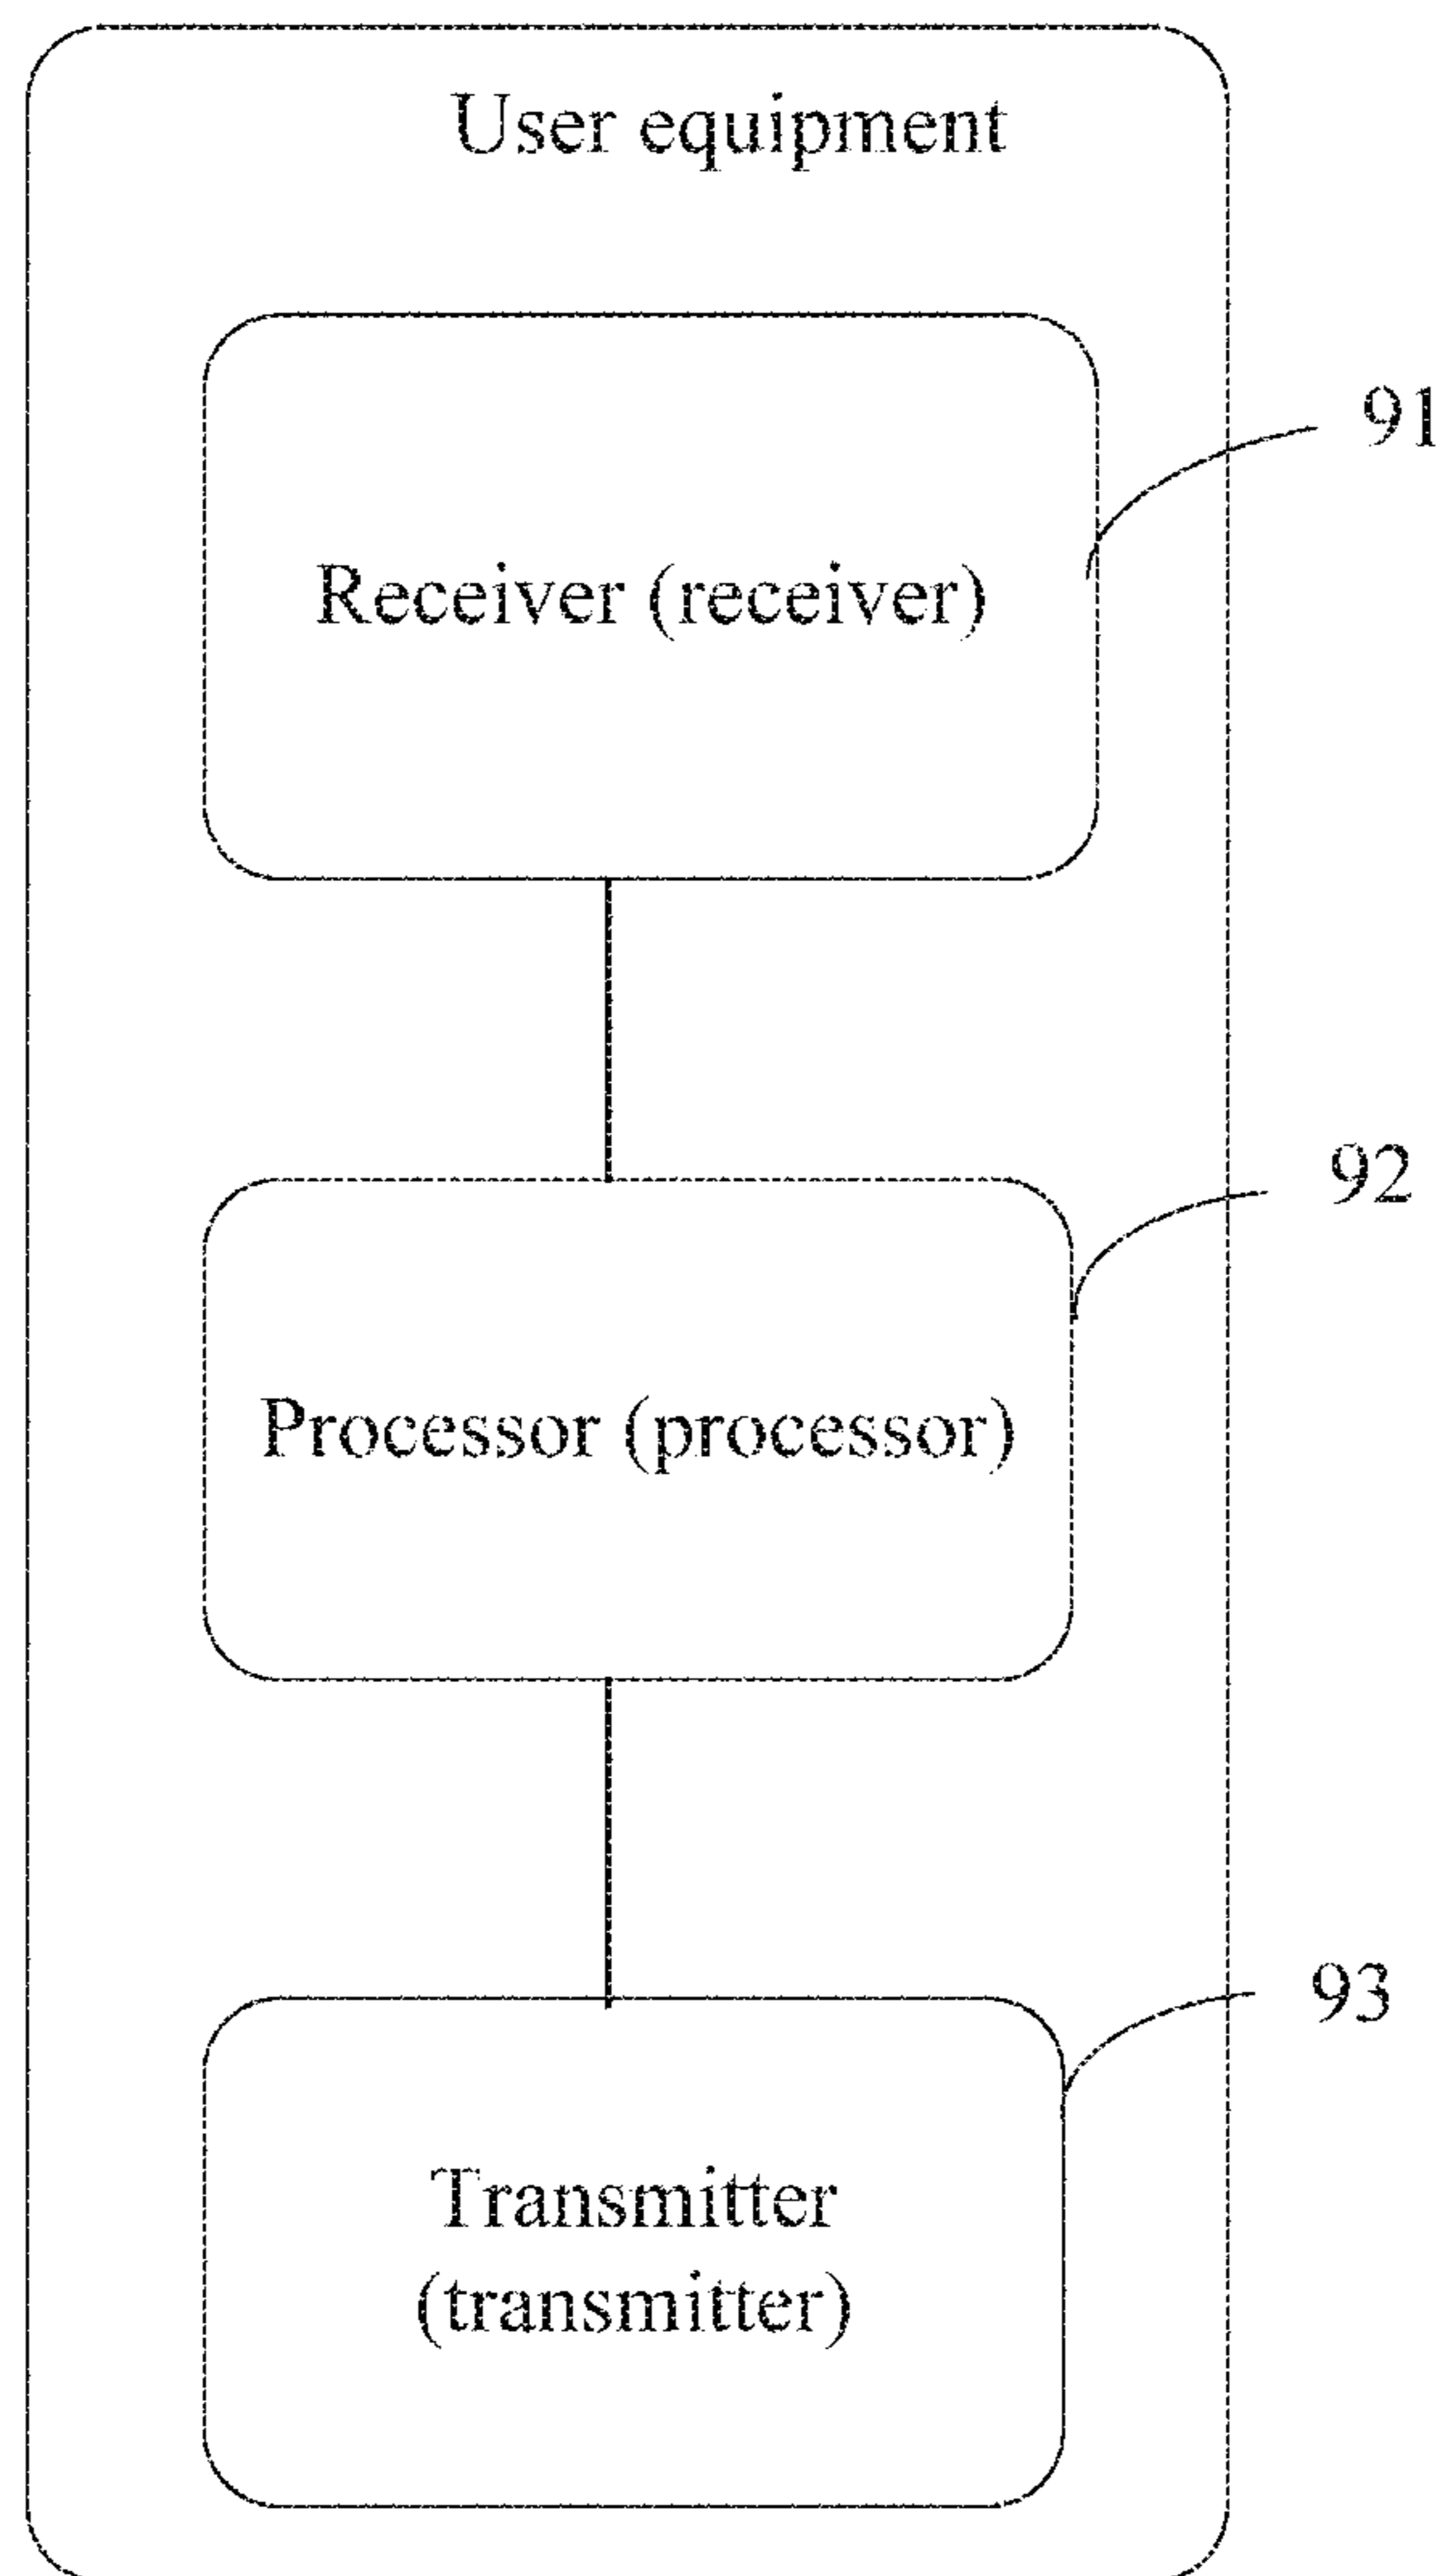 User equipment
91
Receiver (receiver)
92
Processor (processor)
93
Transmitter
(transmitter)